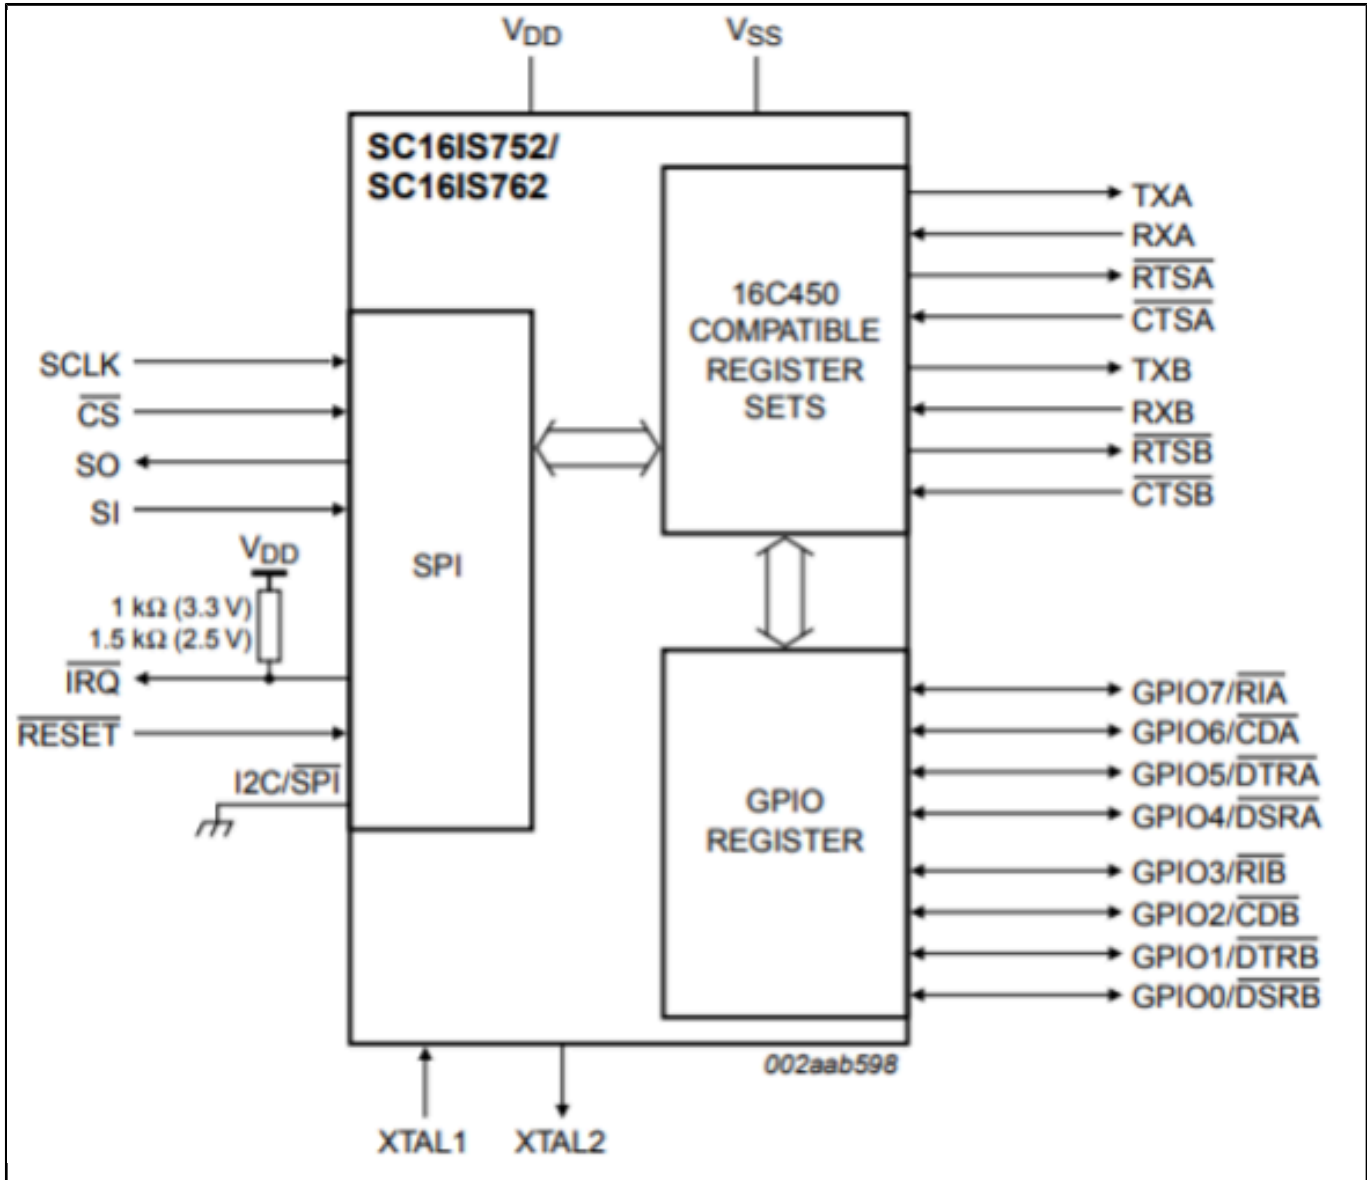 VDD
VSS
SC16IS752/
SC16IS762
TXA
RXA
RTSA
CTSA
TXB
RXB
RTSB
CTSB
16C450
COMPATIBLE
REGISTER
SETS
SCLK
CS
SO
SI
VDD
1 kΩ (3.3 V)
1.5 kΩ (2.5 V)
IRQ
RESET
I2C/SPI
SPI
GPIO
REGISTER
GPIO7/RIA
GPIO6/CDA
GPIO5/DTRA
GPIO4/DSRA
GPIO3/RIB
GPIO2/CDB
GPIO1/DTRB
GPIO0/DSRB
002aab598
XTAL1
XTAL2